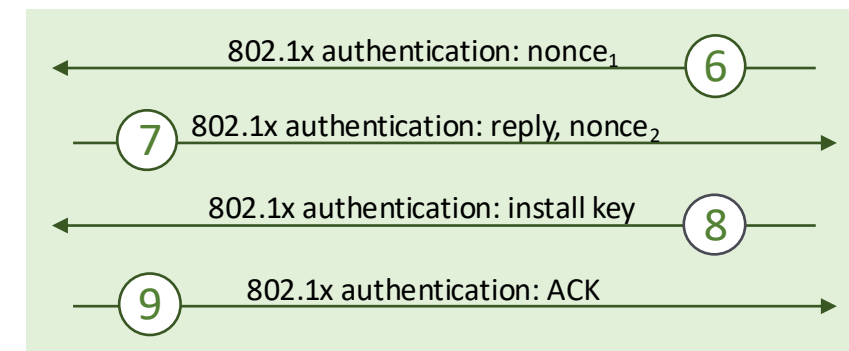 802.1x authentication: nonce₁
6
7
802.1x authentication: reply, nonce₂
802.1x authentication: install key
8
9
802.1x authentication: ACK